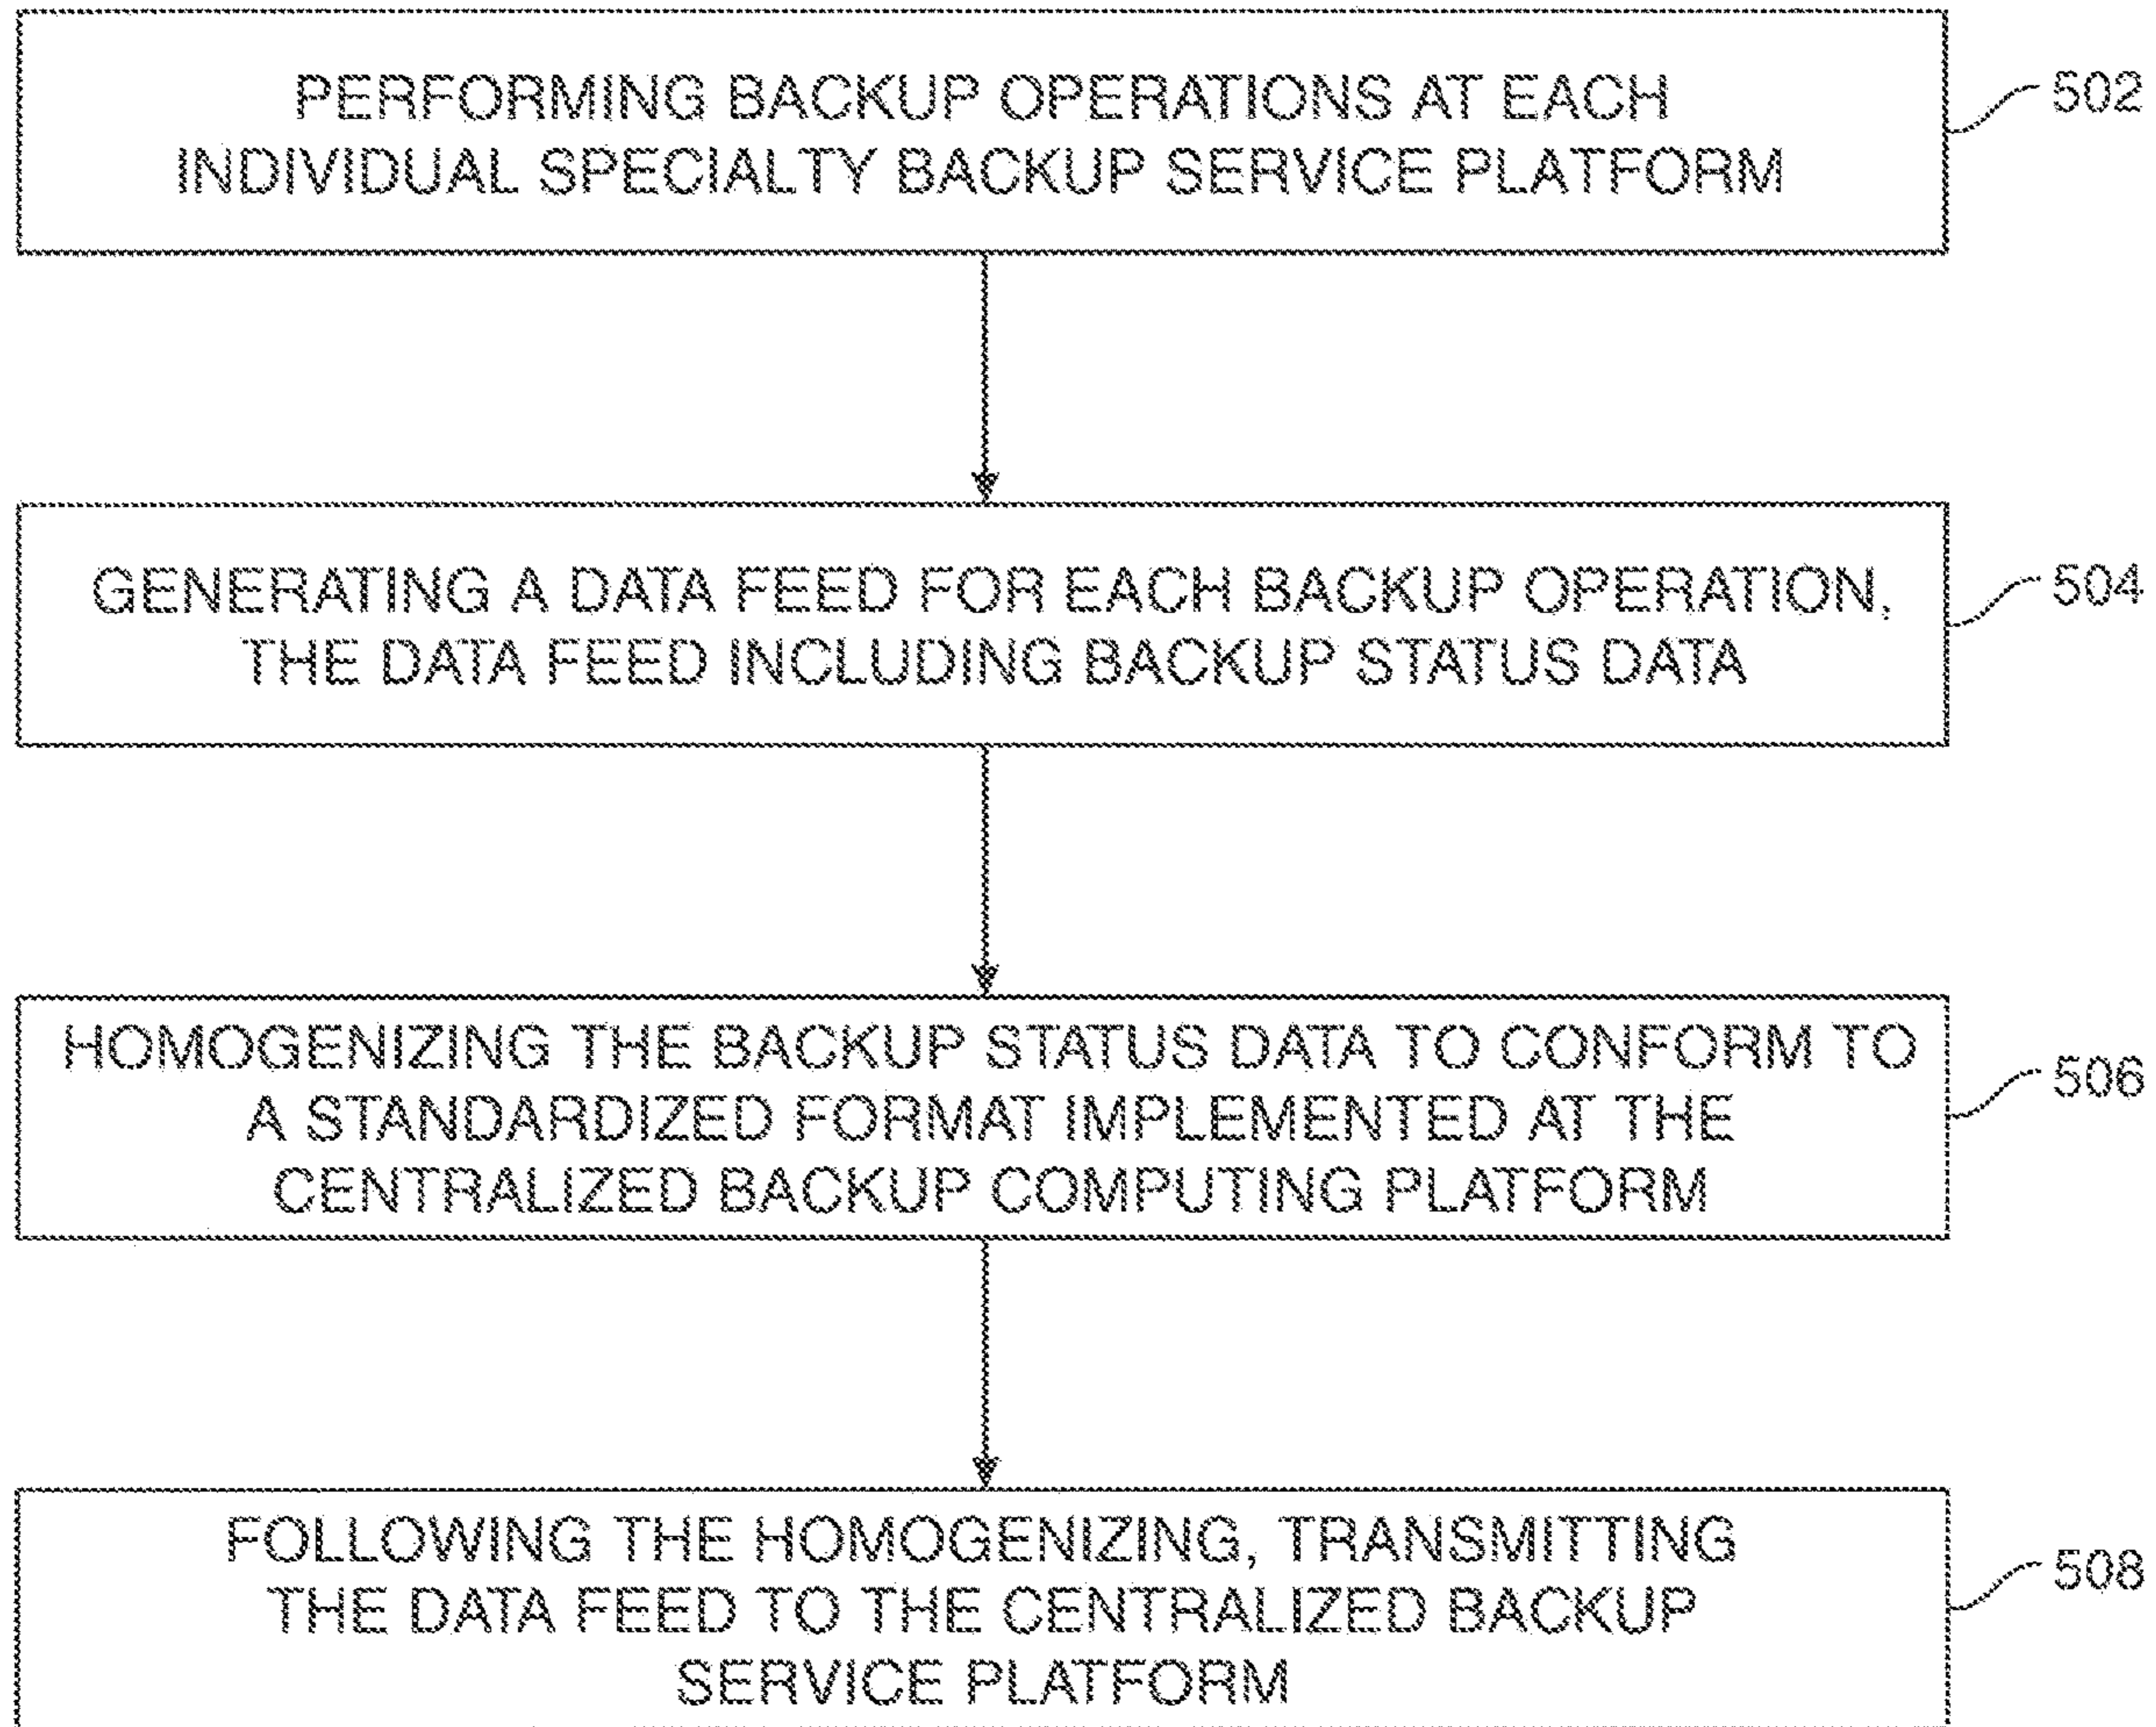 PERFORMING BACKUP OPERATIONS AT EACH
INDIVIDUAL SPECIALTY BACKUP SERVICE PLATFORM
502
GENERATING A DATA FEED FOR EACH BACKUP OPERATION,
THE DATA FEED INCLUDING BACKUP STATUS DATA
504
HOMOGENIZING THE BACKUP STATUS DATA TO CONFORM TO
A STANDARDIZED FORMAT IMPLEMENTED AT THE
CENTRALIZED BACKUP COMPUTING PLATFORM
506
FOLLOWING THE HOMOGENIZING, TRANSMITTING
THE DATA FEED TO THE CENTRALIZED BACKUP
SERVICE PLATFORM
508